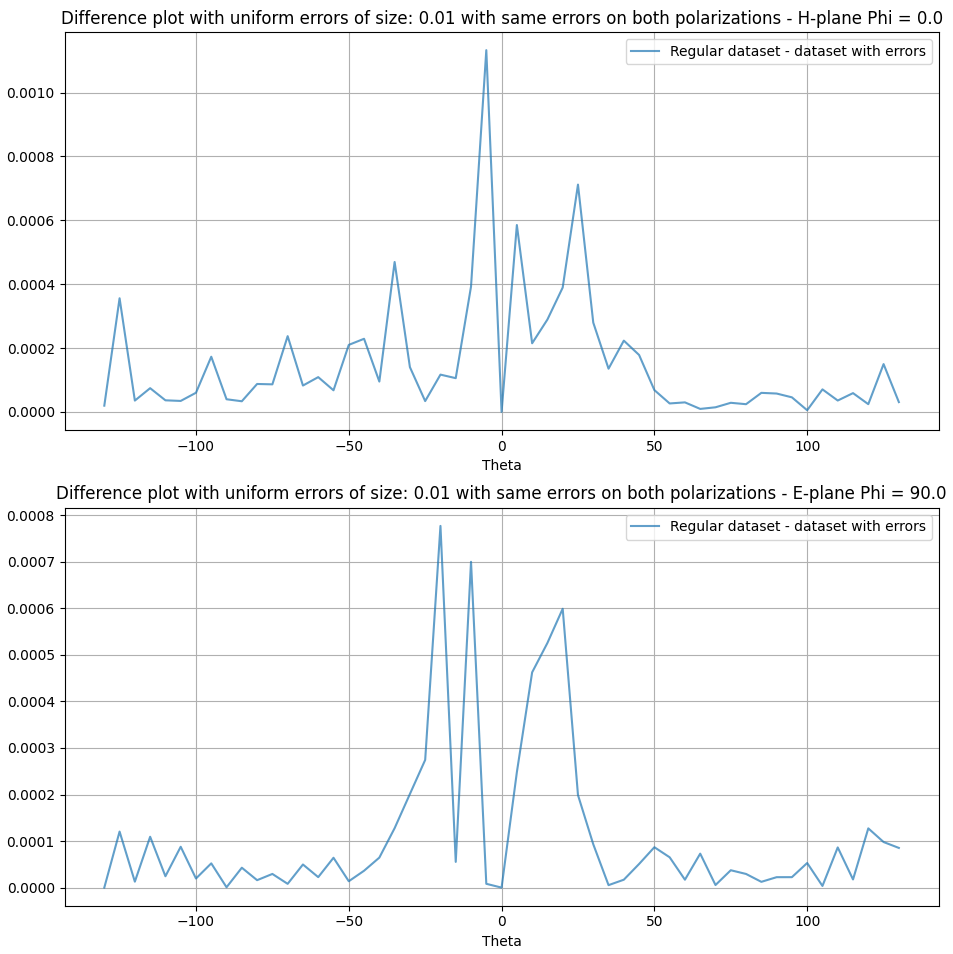 Difference plot with uniform errors of size: 0.01 with same errors on both polarizations - H-plane Phi = 0.0
Regular dataset - dataset with errors
0.0010
0.0008
0.0006
0.0004
0.0002
0.0000
−100 −50 0 50 100
Theta
Difference plot with uniform errors of size: 0.01 with same errors on both polarizations - E-plane Phi = 90.0
Regular dataset - dataset with errors
0.0008
0.0007
0.0006
0.0005
0.0004
0.0003
0.0002
0.0001
0.0000
−100 −50 0 50 100
Theta